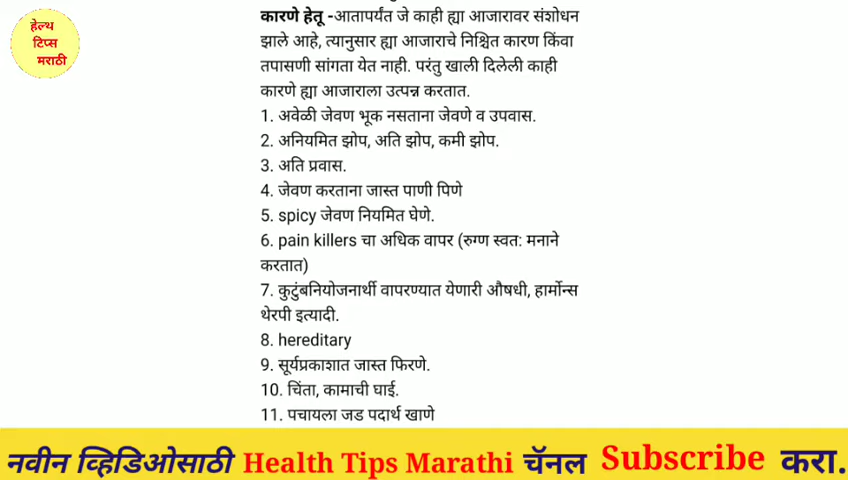 हेल्थ
टिप्स
मराठी
कारणे हेतू -आतापर्यंत जे काही ह्या आजारावर संशोधन
झाले आहे, त्यानुसार ह्या आजाराचे निश्चित कारण किंवा
तपासणी सांगता येत नाही. परंतु खाली दिलेली काही
कारणे ह्या आजाराला उत्पन्न करतात.
1. अवेळी जेवण भूक नसताना जेवणे व उपवास.
2. अनियमित झोप, अति झोप, कमी झोप.
3. अति प्रवास.
4. जेवण करताना जास्त पाणी पिणे
5. spicy जेवण नियमित घेणे.
6. pain killers चा अधिक वापर (रुग्ण स्वत: मनाने
करतात)
7. कुटुंबनियोजनार्थी वापरण्यात येणारी औषधी, हार्मोन्स
थेरपी इत्यादी.
8. hereditary
9. सूर्यप्रकाशात जास्त फिरणे.
10. चिंता, कामाची घाई.
11. पचायला जड पदार्थ खाणे
नवीन व्हिडिओसाठी Health Tips Marathi चॅनल Subscribe करा.